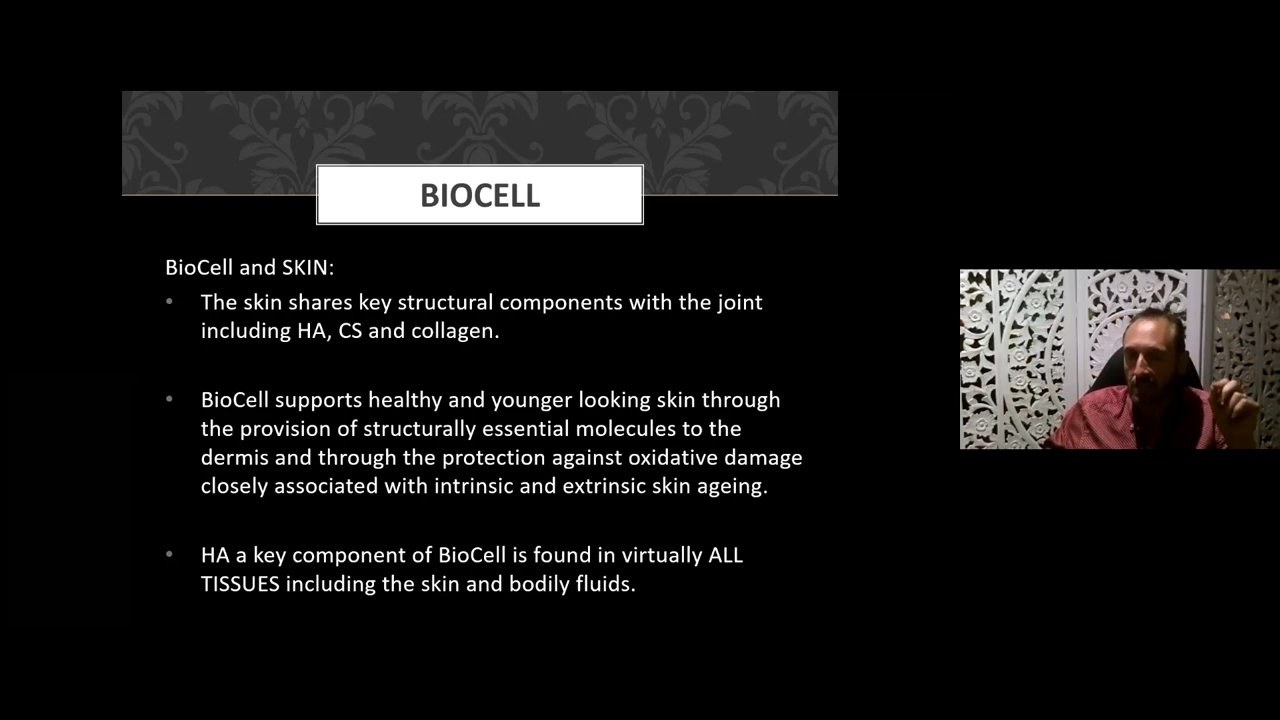 BIOCELL
BioCell and SKIN:
• The skin shares key structural components with the joint
including HA, CS and collagen.
• BioCell supports healthy and younger looking skin through
the provision of structurally essential molecules to the
dermis and through the protection against oxidative damage
closely associated with intrinsic and extrinsic skin ageing.
• HA a key component of BioCell is found in virtually ALL
TISSUES including the skin and bodily fluids.